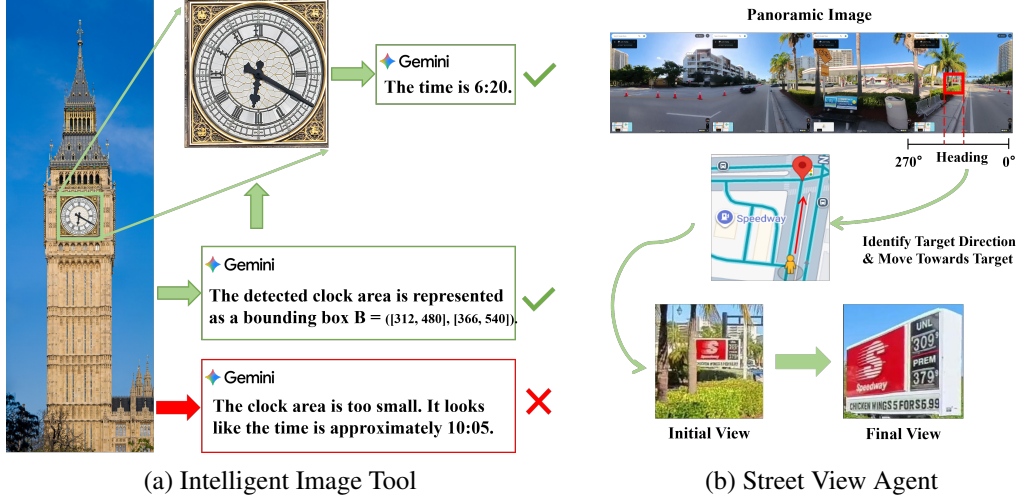 Gemini
The time is 6:20.
Gemini
The detected clock area is represented
as a bounding box B = ([312, 480], [366, 540]).
Gemini
The clock area is too small. It looks
like the time is approximately 10:05.
(a) Intelligent Image Tool
Panoramic Image
270° Heading 0°
N
Speedway
Identify Target Direction
& Move Towards Target
Initial View
UNL
309
PREM
379
Speedway
CHICKEN WINGS 5 FOR $6.99
Final View
(b) Street View Agent